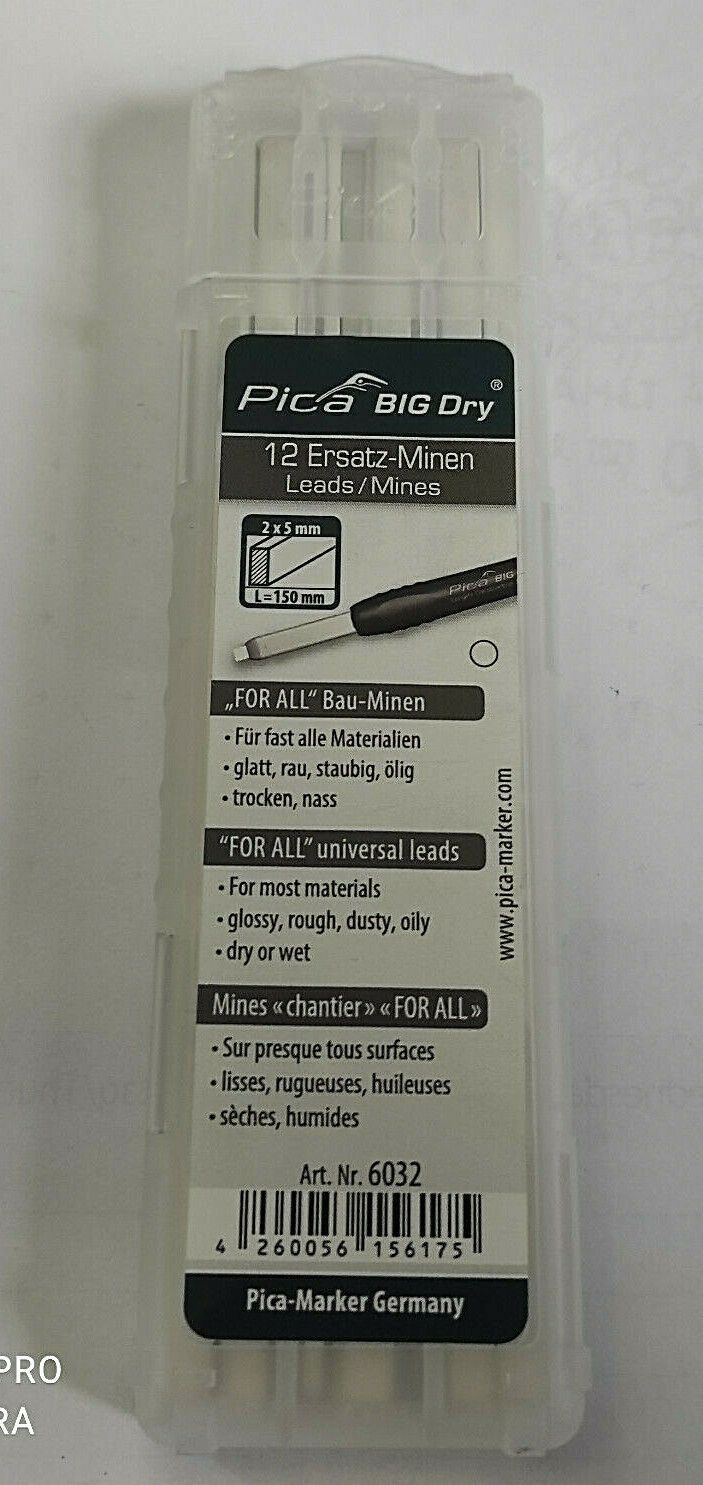 Pica BIG Dry®
12 Ersatz-Minen
Leads/Mines
2 x 5 mm
L=150 mm
Pica BIG
„FOR ALL“ Bau-Minen
• Für fast alle Materialien
• glatt, rau, staubig, ölig
• trocken, nass
“FOR ALL” universal leads
• For most materials
• glossy, rough, dusty, oily
• dry or wet
www.pica-marker.com
Mines «chantier» «FOR ALL»
• Sur presque tous surfaces
• lisses, rugueuses, huileuses
• sèches, humides
Art. Nr. 6032
4 260056 156175
Pica-Marker Germany
PRO
RA